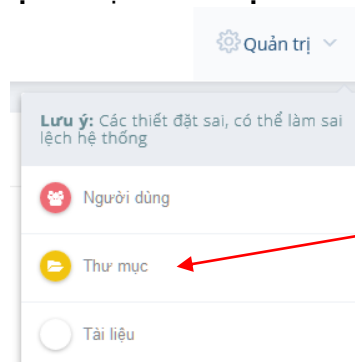 Quản trị
Lưu ý: Các thiết đặt sai, có thể làm sai
lệch hệ thống
Người dùng
Thư mục
Tài liệu